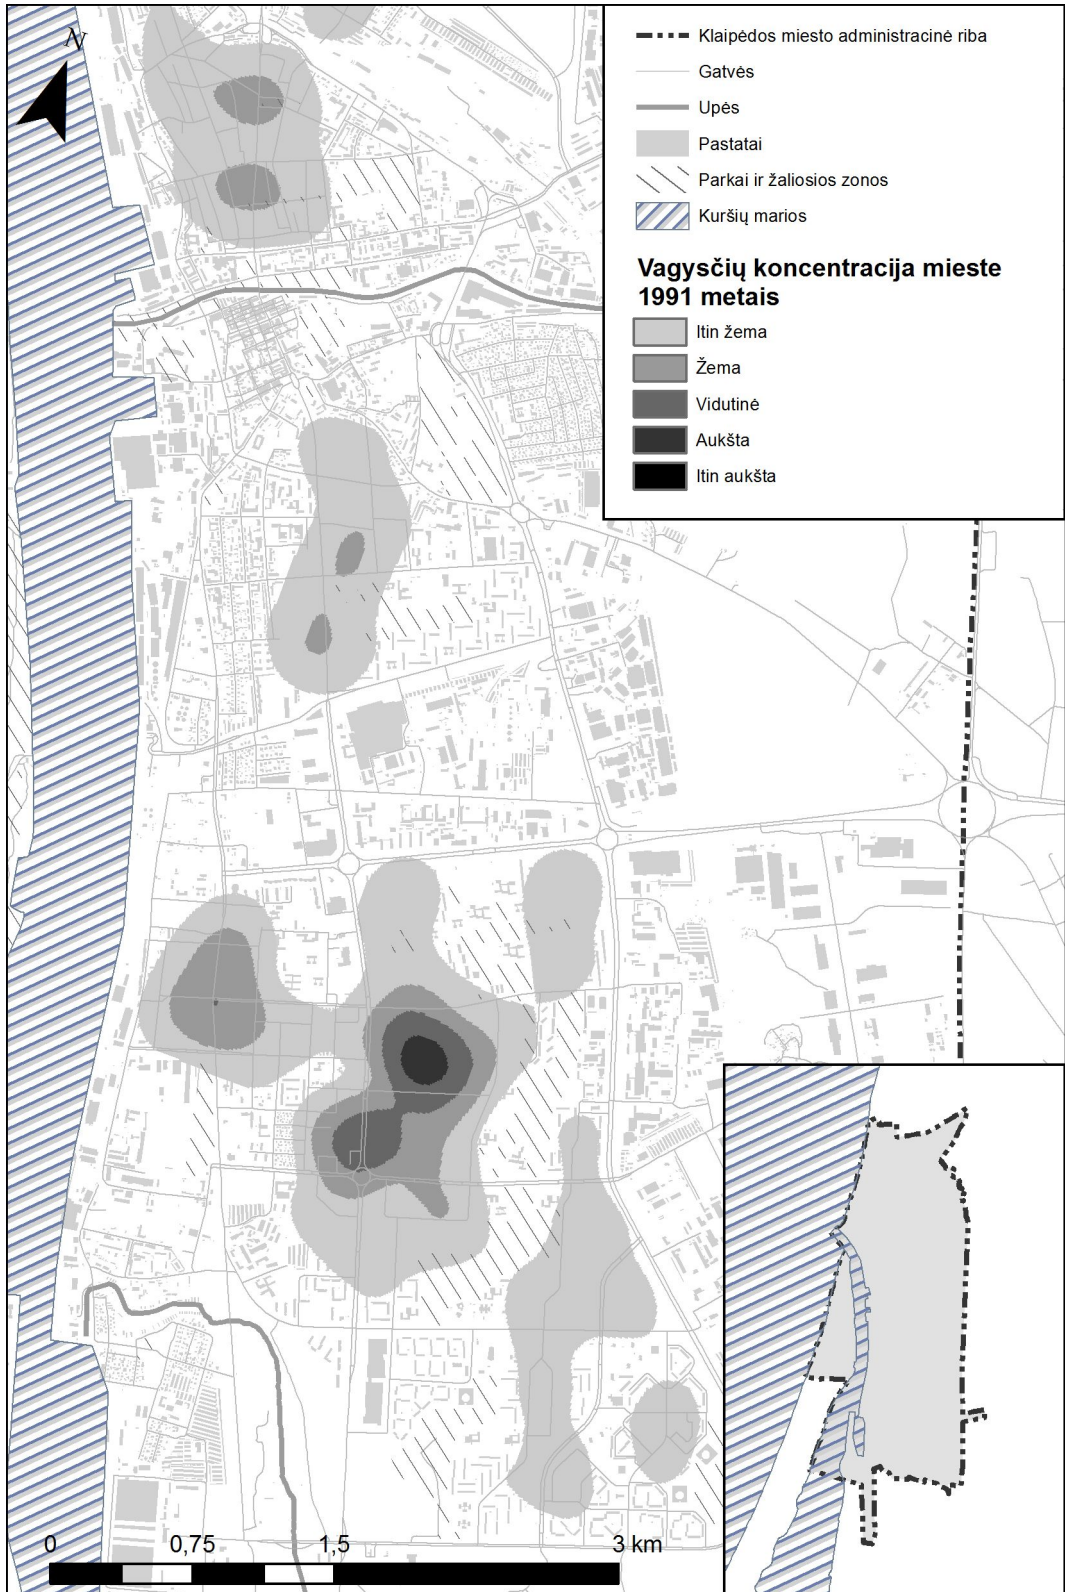 N
Klaipėdos miesto administracinė riba
Gatvės
Upės
Pastatai
Parkai ir žaliosios zonos
Kuršių marios
Vagysčių koncentracija mieste
1991 metais
Itin žema
Žema
Vidutinė
Aukšta
Itin aukšta
0 0,75 1,5 3 km